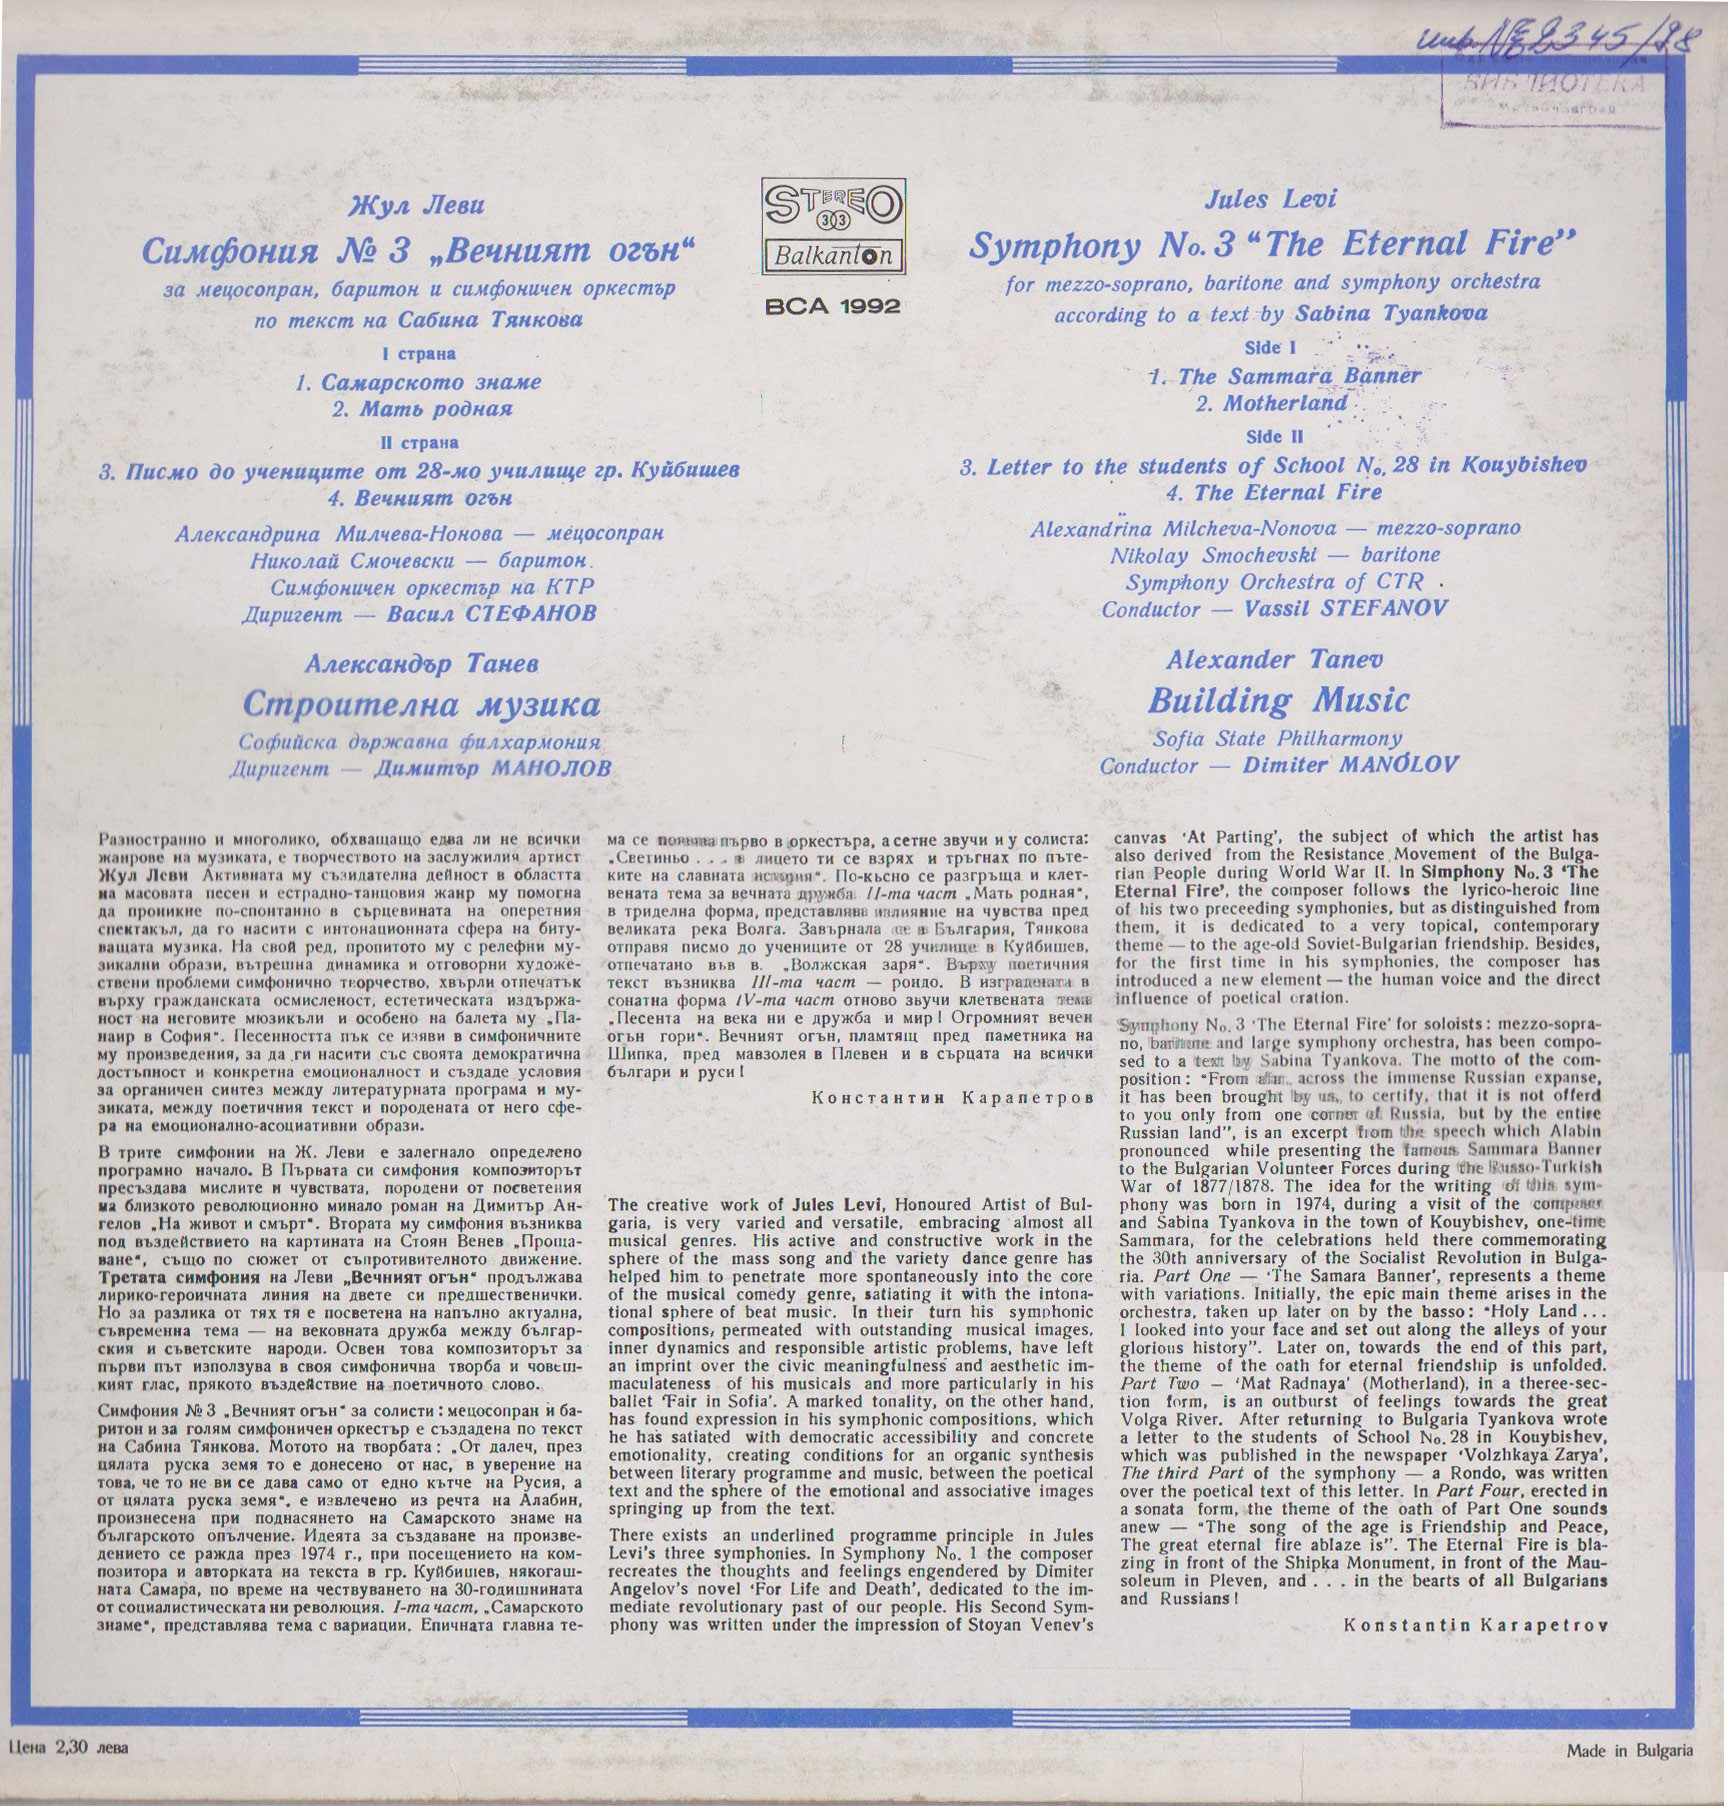 инв. № 2345/98
БИБЛИОТЕКА
Жул Леви
Симфония № 3 „Вечният огън“
за мецосопран, баритон и симфоничен оркестър
по текст на Сабина Тянкова
I страна
1. Самарското знаме
2. Мать родная
II страна
3. Писмо до учениците от 28-мо училище гр. Куйбишев
4. Вечният огън
Александрина Милчева-Нонова — мецосопран
Николай Смочевски — баритон
Симфоничен оркестър на КТР
Диригент — Васил СТЕФАНОВ
Александър Танев
Строителна музика
Софийска държавна филхармония
Диригент — Димитър МАНОЛОВ
STEREO
33
Balkanton
ВСА 1992
Jules Levi
Symphony No. 3 “The Eternal Fire”
for mezzo-soprano, baritone and symphony orchestra
according to a text by Sabina Tyankova
Side I
1. The Sammara Banner
2. Motherland
Side II
3. Letter to the students of School No. 28 in Kouybishev
4. The Eternal Fire
Alexandrina Milcheva-Nonova — mezzo-soprano
Nikolay Smochevski — baritone
Symphony Orchestra of CTR
Conductor — Vassil STEFANOV
Alexander Tanev
Building Music
Sofia State Philharmony
Conductor — Dimiter MANOLOV
Разностранно и многолико, обхващащо едва ли не всички
жанрове на музиката, е творчеството на заслужилия артист
Жул Леви Активната му съзидателна дейност в областта
на масовата песен и естрадно-танцовия жанр му помогна
да проникне по-спонтанно в сърцевината на оперетния
спектакъл, да го насити с интонационната сфера на биту-
ващата музика. На свой ред, пропитото му с релефни му-
зикални образи, вътрешна динамика и отговорни художе-
ствени проблеми симфонично творчество, хвърли отпечатък
върху гражданската осмисленост, естетическата издържа-
ност на неговите мюзикъли и особено на балета му „Па-
наир в София“. Песенността пък се изяви в симфоничните
му произведения, за да ги насити със своята демократична
достъпност и конкретна емоционалност и създаде условия
за органичен синтез между литературната програма и му-
зиката, между поетичния текст и породената от него сфе-
ра на емоционално-асоциативни образи.
В трите симфонии на Ж. Леви е залегнало определено
програмно начало. В Първата си симфония композиторът
пресъздава мислите и чувствата, породени от посветения
на близкото революционно минало роман на Димитър Ан-
гелов „На живот и смърт“. Втората му симфония възниква
под въздействието на картината на Стоян Венев „Проща-
ване“, също по сюжет от съпротивителното движение.
Третата симфония на Леви „Вечният огън“ продължава
лирико-героичната линия на двете си предшественички.
Но за разлика от тях тя е посветена на напълно актуална,
съвременна тема — на вековната дружба между българ-
ския и съветските народи. Освен това композиторът за
първи път използува в своя симфонична творба и човеш-
кият глас, прякото въздействие на поетичното слово.
Симфония № 3 „Вечният огън“ за солисти: мецосопран и ба-
ритон и за голям симфоничен оркестър е създадена по текст
на Сабина Тянкова. Мотото на творбата: „От далеч, през
цялата руска земя то е донесено от нас, в уверение на
това, че то не ви се дава само от едно кътче на Русия, а
от цялата руска земя“, е извлечено из речта на Алабин,
произнесена при поднасянето на Самарското знаме на
българското опълчение. Идеята за създаване на произве-
дението се ражда през 1974 г., при посещението на ком-
позитора и авторката на текста в гр. Куйбишев, някогаш-
ната Самара, по време на чествуването на 30-годишнината
от социалистическата ни революция. I-та част, „Самарското
знаме“, представлява тема с вариации. Епичната главна те-
ма се появява първо в оркестъра, а сетне звучи и у солиста:
„Светиньо . . . в лицето ти се взрях и тръгнах по пъте-
ките на славната история“. По-късно се разгръща и клет-
вената тема за вечната дружба. II-та част „Мать родная“,
в триделна форма, представлява излияние на чувства пред
великата река Волга. Завърнала се в България, Тянкова
отправя писмо до учениците от 28 училище в Куйбишев,
отпечатано във в. „Волжская заря“. Върху поетичния
текст възниква III-та част — рондо. В изградената в
сонатна форма IV-та част отново звучи клетвената тема
„Песента на века ни е дружба и мир! Огромният вечен
огън гори“. Вечният огън, пламтящ пред паметника на
Шипка, пред мавзолея в Плевен и в сърцата на всички
българи и руси!
Константин Карапетров
The creative work of Jules Levi, Honoured Artist of Bul-
garia, is very varied and versatile, embracing almost all
musical genres. His active and constructive work in the
sphere of the mass song and the variety dance genre has
helped him to penetrate more spontaneously into the core
of the musical comedy genre, satiating it with the intona-
tional sphere of beat music. In their turn his symphonic
compositions, permeated with outstanding musical images,
inner dynamics and responsible artistic problems, have left
an imprint over the civic meaningfulness and aesthetic im-
maculateness of his musicals and more particularly in his
ballet ‘Fair in Sofia’. A marked tonality, on the other hand,
has found expression in his symphonic compositions, which
he has satiated with democratic accessibility and concrete
emotionality, creating conditions for an organic synthesis
between literary programme and music, between the poetical
text and the sphere of the emotional and associative images
springing up from the text.
There exists an underlined programme principle in Jules
Levi’s three symphonies. In Symphony No. 1 the composer
recreates the thoughts and feelings engendered by Dimiter
Angelov’s novel ‘For Life and Death’, dedicated to the im-
mediate revolutionary past of our people. His Second Sym-
phony was written under the impression of Stoyan Venev’s
canvas ‘At Parting’, the subject of which the artist has
also derived from the Resistance Movement of the Bulga-
rian People during World War II. In Simphony No. 3 ‘The
Eternal Fire’, the composer follows the lyrico-heroic line
of his two preceeding symphonies, but as distinguished from
them, it is dedicated to a very topical, contemporary
theme — to the age-old Soviet-Bulgarian friendship. Besides,
for the first time in his symphonies, the composer has
introduced a new element — the human voice and the direct
influence of poetical oration.
Symphony No. 3 ‘The Eternal Fire’ for soloists: mezzo-sopra-
no, baritone and large symphony orchestra, has been compo-
sed to a text by Sabina Tyankova. The motto of the com-
position: “From afar, across the immense Russian expanse,
it has been brought by us, to certify, that it is not offerd
to you only from one corner of Russia, but by the entire
Russian land”, is an excerpt from the speech which Alabin
pronounced while presenting the famous Sammara Banner
to the Bulgarian Volunteer Forces during the Russo-Turkish
War of 1877/1878. The idea for the writing of this sym-
phony was born in 1974, during a visit of the composer
and Sabina Tyankova in the town of Kouybishev, one-time
Sammara, for the celebrations held there commemorating
the 30th anniversary of the Socialist Revolution in Bulga-
ria. Part One — ‘The Samara Banner’, represents a theme
with variations. Initially, the epic main theme arises in the
orchestra, taken up later on by the basso: “Holy Land . . .
I looked into your face and set out along the alleys of your
glorious history”. Later on, towards the end of this part,
the theme of the oath for eternal friendship is unfolded.
Part Two — ‘Mat Radnaya’ (Motherland), in a theree-sec-
tion form, is an outburst of feelings towards the great
Volga River. After returning to Bulgaria Tyankova wrote
a letter to the students of School No. 28 in Kouybishev,
which was published in the newspaper ‘Volzhkaya Zarya’,
The third Part of the symphony — a Rondo, was written
over the poetical text of this letter. In Part Four, erected in
a sonata form, the theme of the oath of Part One sounds
anew — “The song of the age is Friendship and Peace,
The great eternal fire ablaze is”. The Eternal Fire is bla-
zing in front of the Shipka Monument, in front of the Mau-
soleum in Pleven, and . . . in the bearts of all Bulgarians
and Russians!
Konstantin Karapetrov
Цена 2,30 лева
Made in Bulgaria